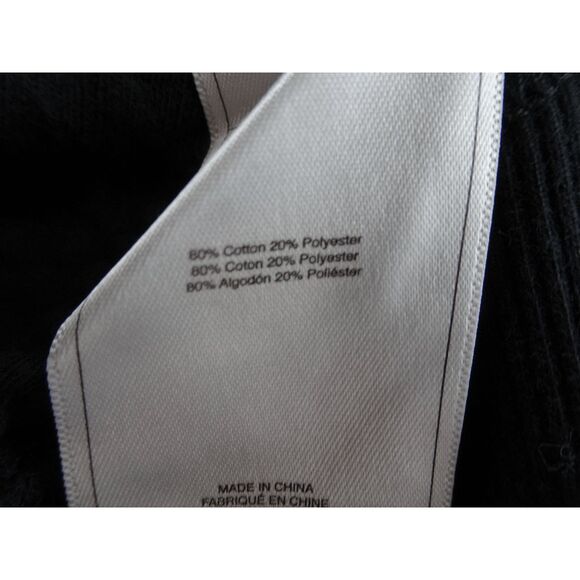 80% Cotton 20% Polyester
80% Coton 20% Polyester
80% Algodón 20% Poliéster
MADE IN CHINA
FABRIQUÉ EN CHINE